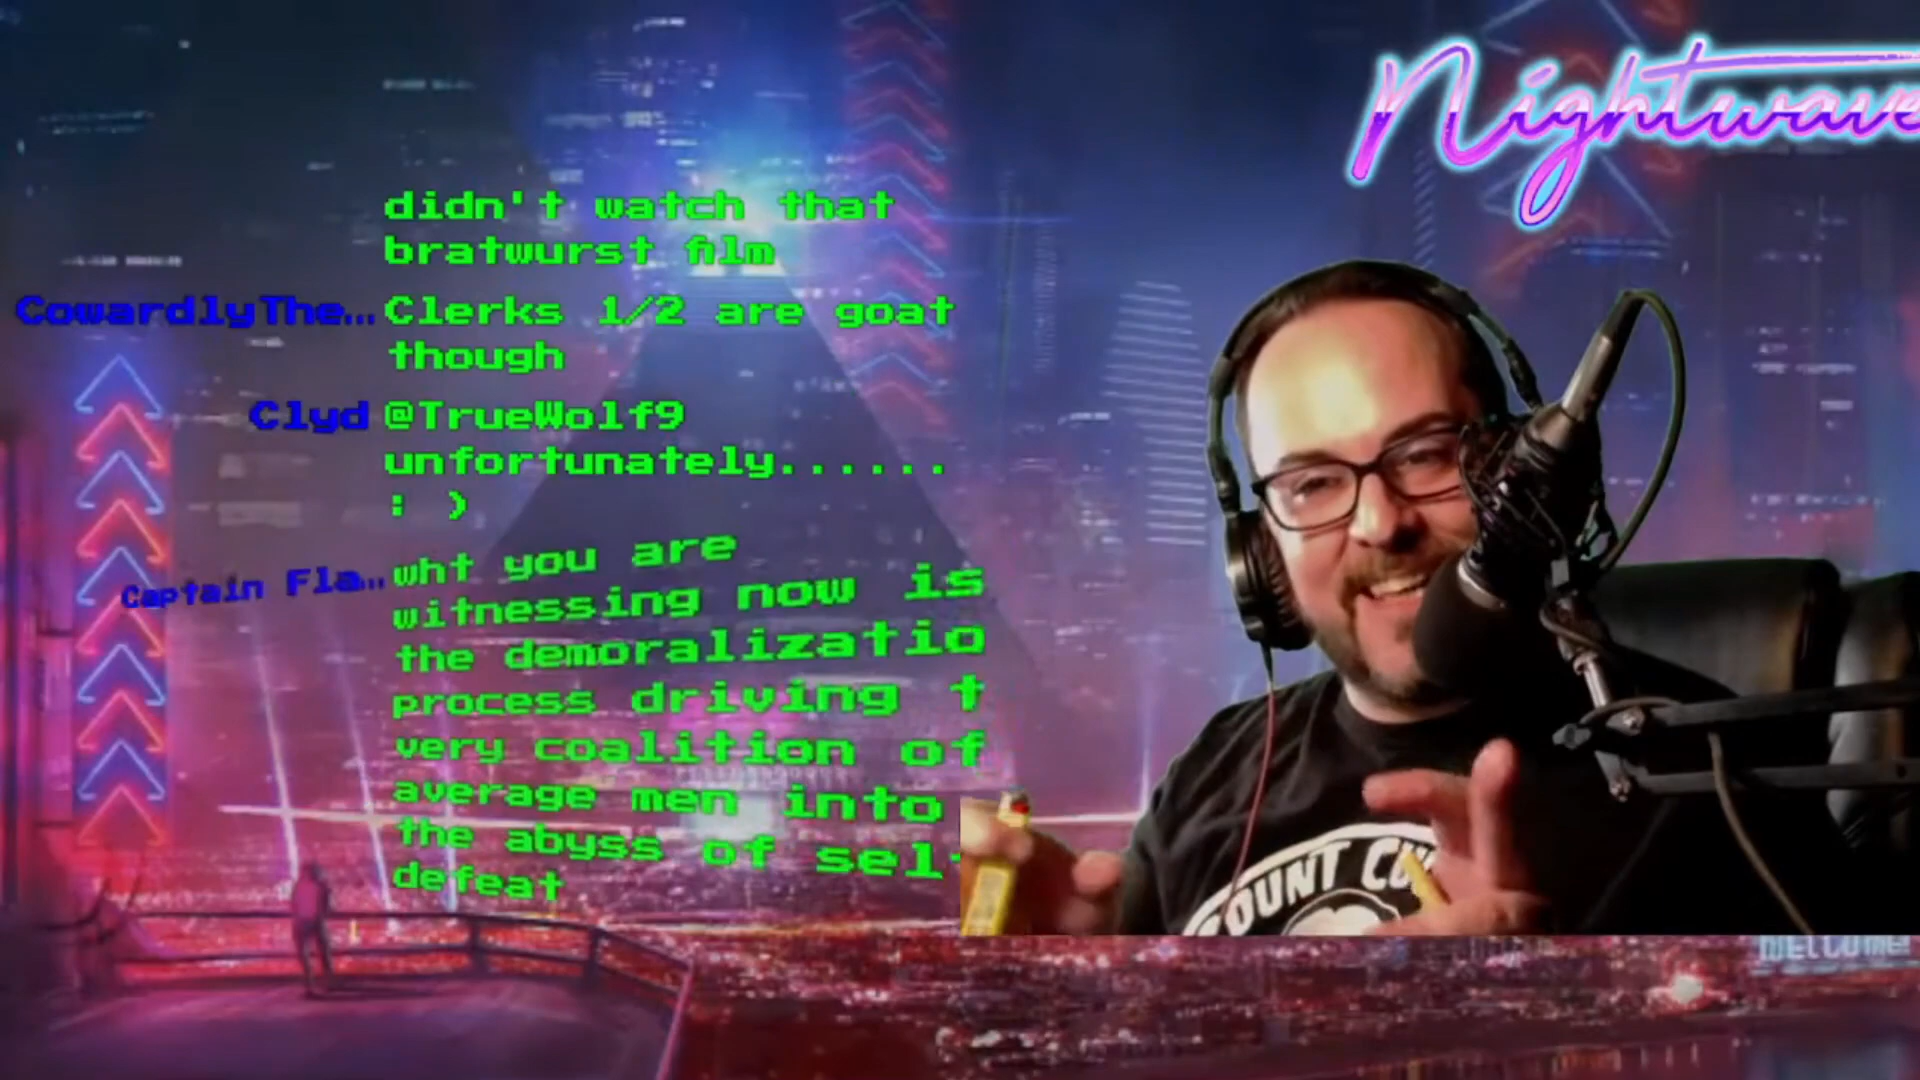 Nightwave
didn't watch that
bratwurst film
CowardlyThe... Clerks 1/2 are goat
though
Clyd @TrueWolf9
unfortunately......
: )
Captain Fla... wht you are
witnessing now is
the demoralizatio
process driving t
very coalition of
average men into
the abyss of sel
defeat
OUNT
WELCOME